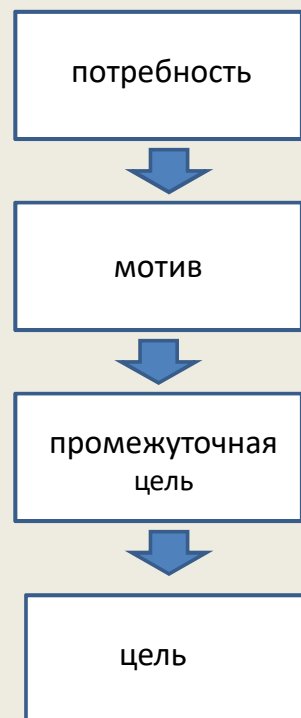 потребность
мотив
промежуточная
цель
цель